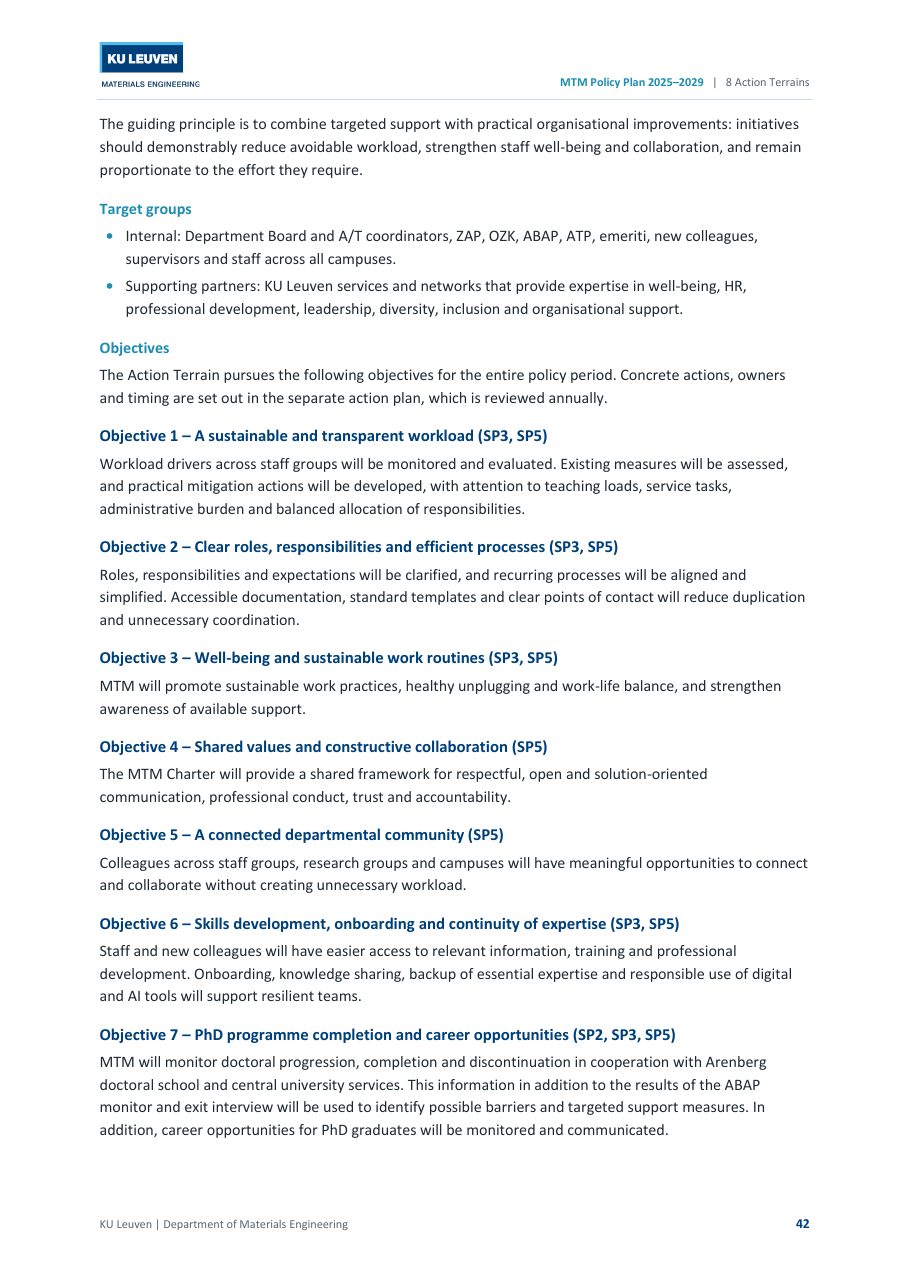 KU LEUVEN
MATERIALS ENGINEERING
MTM Policy Plan 2025–2029 | 8 Action Terrains
The guiding principle is to combine targeted support with practical organisational improvements: initiatives
should demonstrably reduce avoidable workload, strengthen staff well-being and collaboration, and remain
proportionate to the effort they require.
Target groups
• Internal: Department Board and A/T coordinators, ZAP, OZK, ABAP, ATP, emeriti, new colleagues,
supervisors and staff across all campuses.
• Supporting partners: KU Leuven services and networks that provide expertise in well-being, HR,
professional development, leadership, diversity, inclusion and organisational support.
Objectives
The Action Terrain pursues the following objectives for the entire policy period. Concrete actions, owners
and timing are set out in the separate action plan, which is reviewed annually.
Objective 1 – A sustainable and transparent workload (SP3, SP5)
Workload drivers across staff groups will be monitored and evaluated. Existing measures will be assessed,
and practical mitigation actions will be developed, with attention to teaching loads, service tasks,
administrative burden and balanced allocation of responsibilities.
Objective 2 – Clear roles, responsibilities and efficient processes (SP3, SP5)
Roles, responsibilities and expectations will be clarified, and recurring processes will be aligned and
simplified. Accessible documentation, standard templates and clear points of contact will reduce duplication
and unnecessary coordination.
Objective 3 – Well-being and sustainable work routines (SP3, SP5)
MTM will promote sustainable work practices, healthy unplugging and work-life balance, and strengthen
awareness of available support.
Objective 4 – Shared values and constructive collaboration (SP5)
The MTM Charter will provide a shared framework for respectful, open and solution-oriented
communication, professional conduct, trust and accountability.
Objective 5 – A connected departmental community (SP5)
Colleagues across staff groups, research groups and campuses will have meaningful opportunities to connect
and collaborate without creating unnecessary workload.
Objective 6 – Skills development, onboarding and continuity of expertise (SP3, SP5)
Staff and new colleagues will have easier access to relevant information, training and professional
development. Onboarding, knowledge sharing, backup of essential expertise and responsible use of digital
and AI tools will support resilient teams.
Objective 7 – PhD programme completion and career opportunities (SP2, SP3, SP5)
MTM will monitor doctoral progression, completion and discontinuation in cooperation with Arenberg
doctoral school and central university services. This information in addition to the results of the ABAP
monitor and exit interview will be used to identify possible barriers and targeted support measures. In
addition, career opportunities for PhD graduates will be monitored and communicated.
KU Leuven | Department of Materials Engineering
42